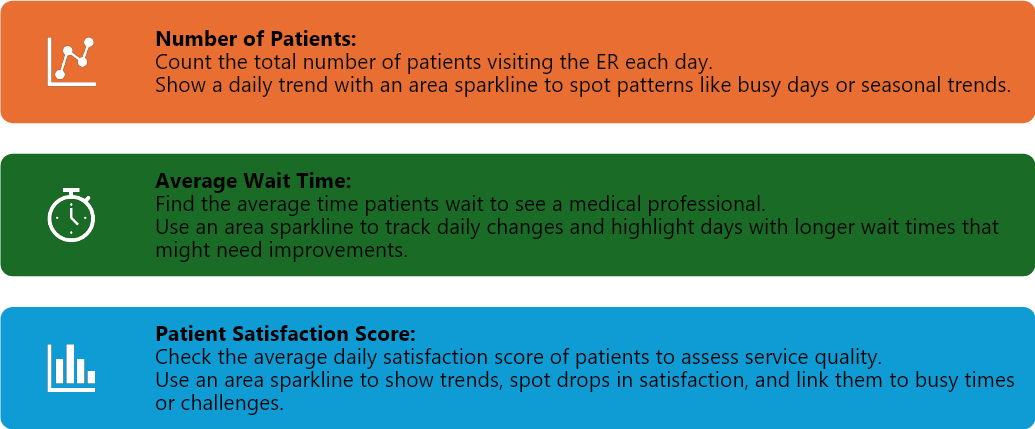 Number of Patients:
Count the total number of patients visiting the ER each day.
Show a daily trend with an area sparkline to spot patterns like busy days or seasonal trends.
Average Wait Time:
Find the average time patients wait to see a medical professional.
Use an area sparkline to track daily changes and highlight days with longer wait times that
might need improvements.
Patient Satisfaction Score:
Check the average daily satisfaction score of patients to assess service quality.
Use an area sparkline to show trends, spot drops in satisfaction, and link them to busy times
or challenges.